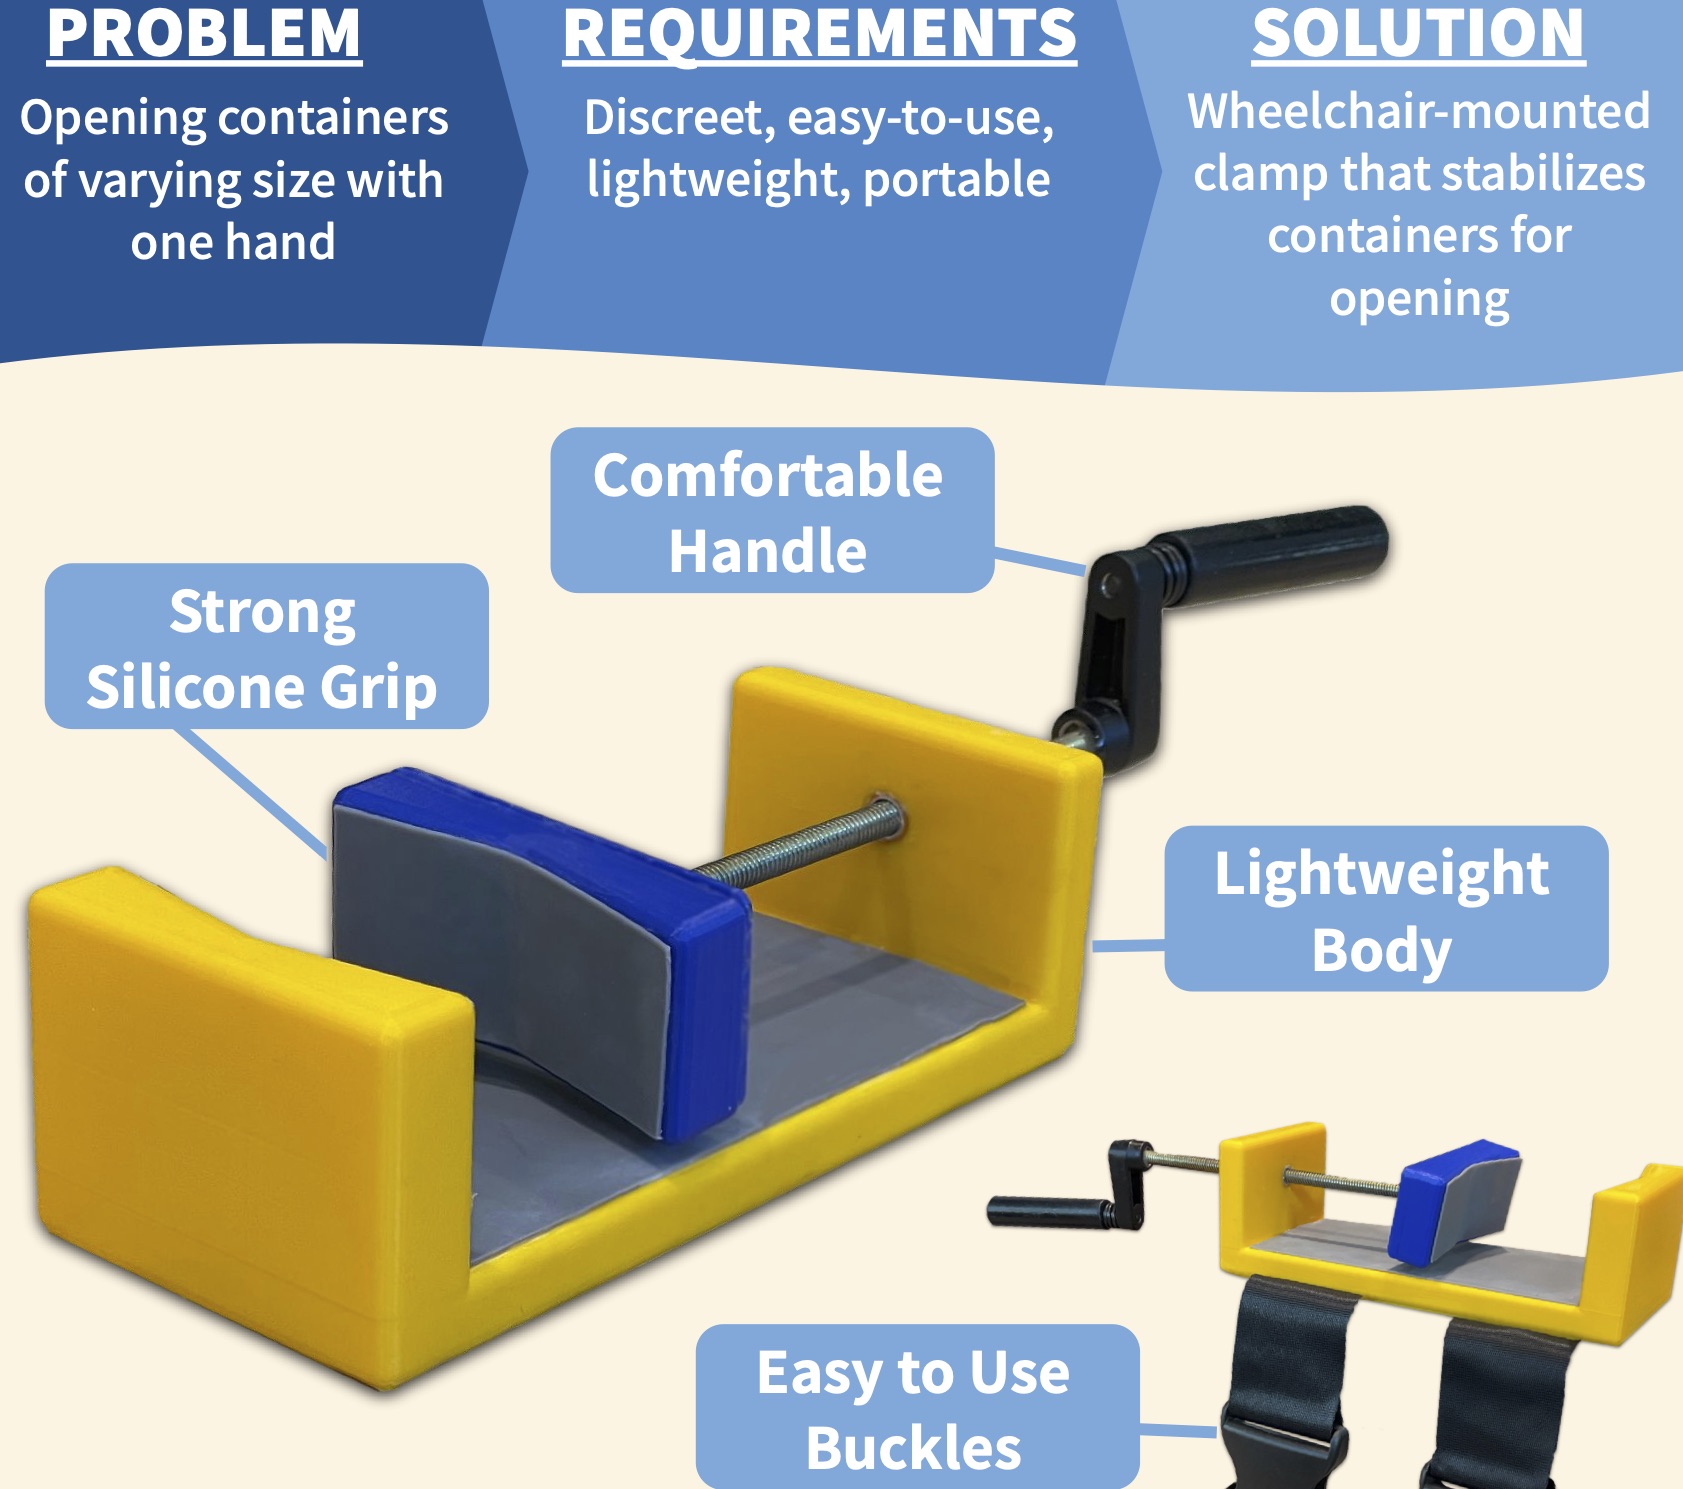 PROBLEM
Opening containers
of varying size with
one hand
REQUIREMENTS
Discreet, easy-to-use,
lightweight, portable
SOLUTION
Wheelchair-mounted
clamp that stabilizes
containers for
opening
Comfortable
Handle
Strong
Silicone Grip
Lightweight
Body
Easy to Use
Buckles